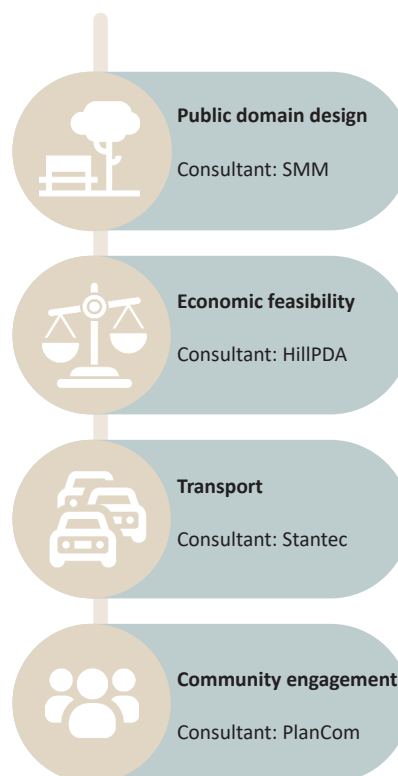 Public domain design
Consultant: SMM
Economic feasibility
Consultant: HillPDA
Transport
Consultant: Stantec
Community engagement
Consultant: PlanCom